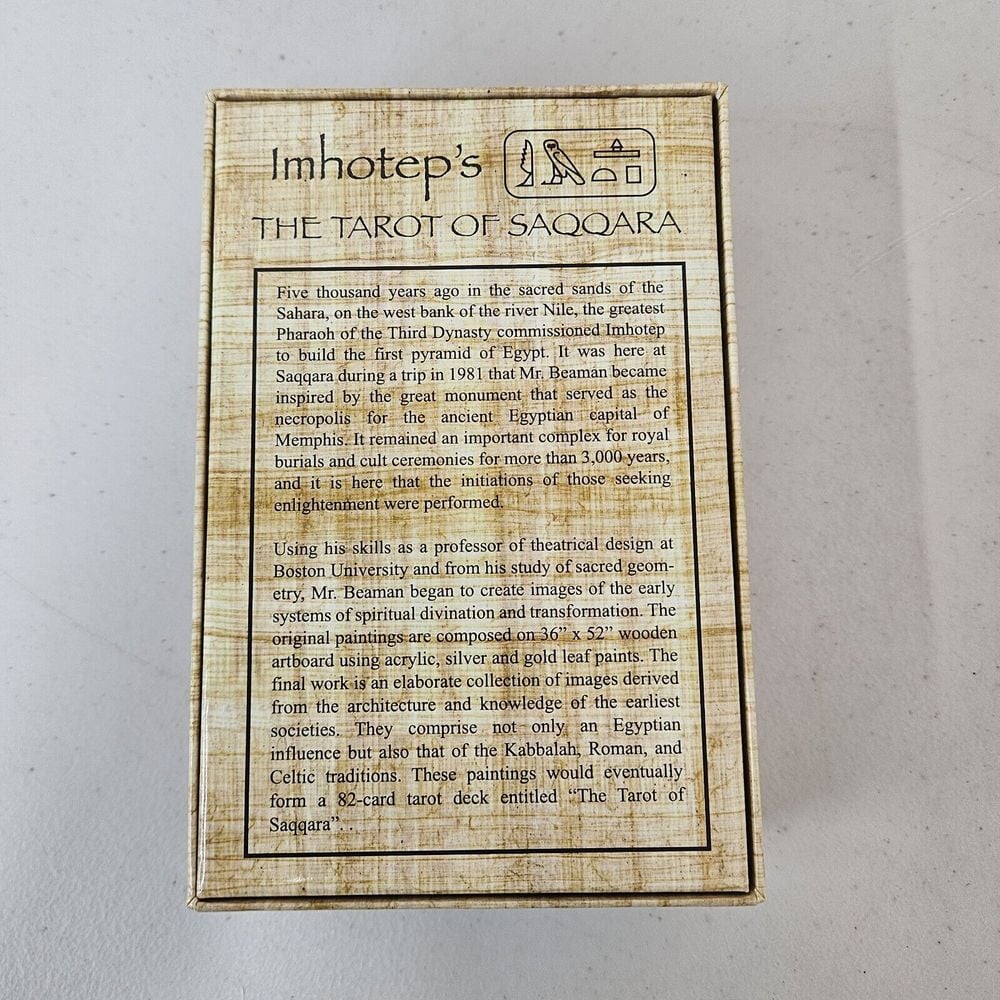 Imhotep's
THE TAROT OF SAQQARA
Five thousand years ago in the sacred sands of the
Sahara, on the west bank of the river Nile, the greatest
Pharaoh of the Third Dynasty commissioned Imhotep
to build the first pyramid of Egypt. It was here at
Saqqara during a trip in 1981 that Mr. Beaman became
inspired by the great monument that served as the
necropolis for the ancient Egyptian capital of
Memphis. It remained an important complex for royal
burials and cult ceremonies for more than 3,000 years,
and it is here that the initiations of those seeking
enlightenment were performed.
Using his skills as a professor of theatrical design at
Boston University and from his study of sacred geom-
etry, Mr. Beaman began to create images of the early
systems of spiritual divination and transformation. The
original paintings are composed on 36” x 52” wooden
artboard using acrylic, silver and gold leaf paints. The
final work is an elaborate collection of images derived
from the architecture and knowledge of the earliest
societies. They comprise not only an Egyptian
influence but also that of the Kabbalah, Roman, and
Celtic traditions. These paintings would eventually
form a 82-card tarot deck entitled “The Tarot of
Saqqara”. .